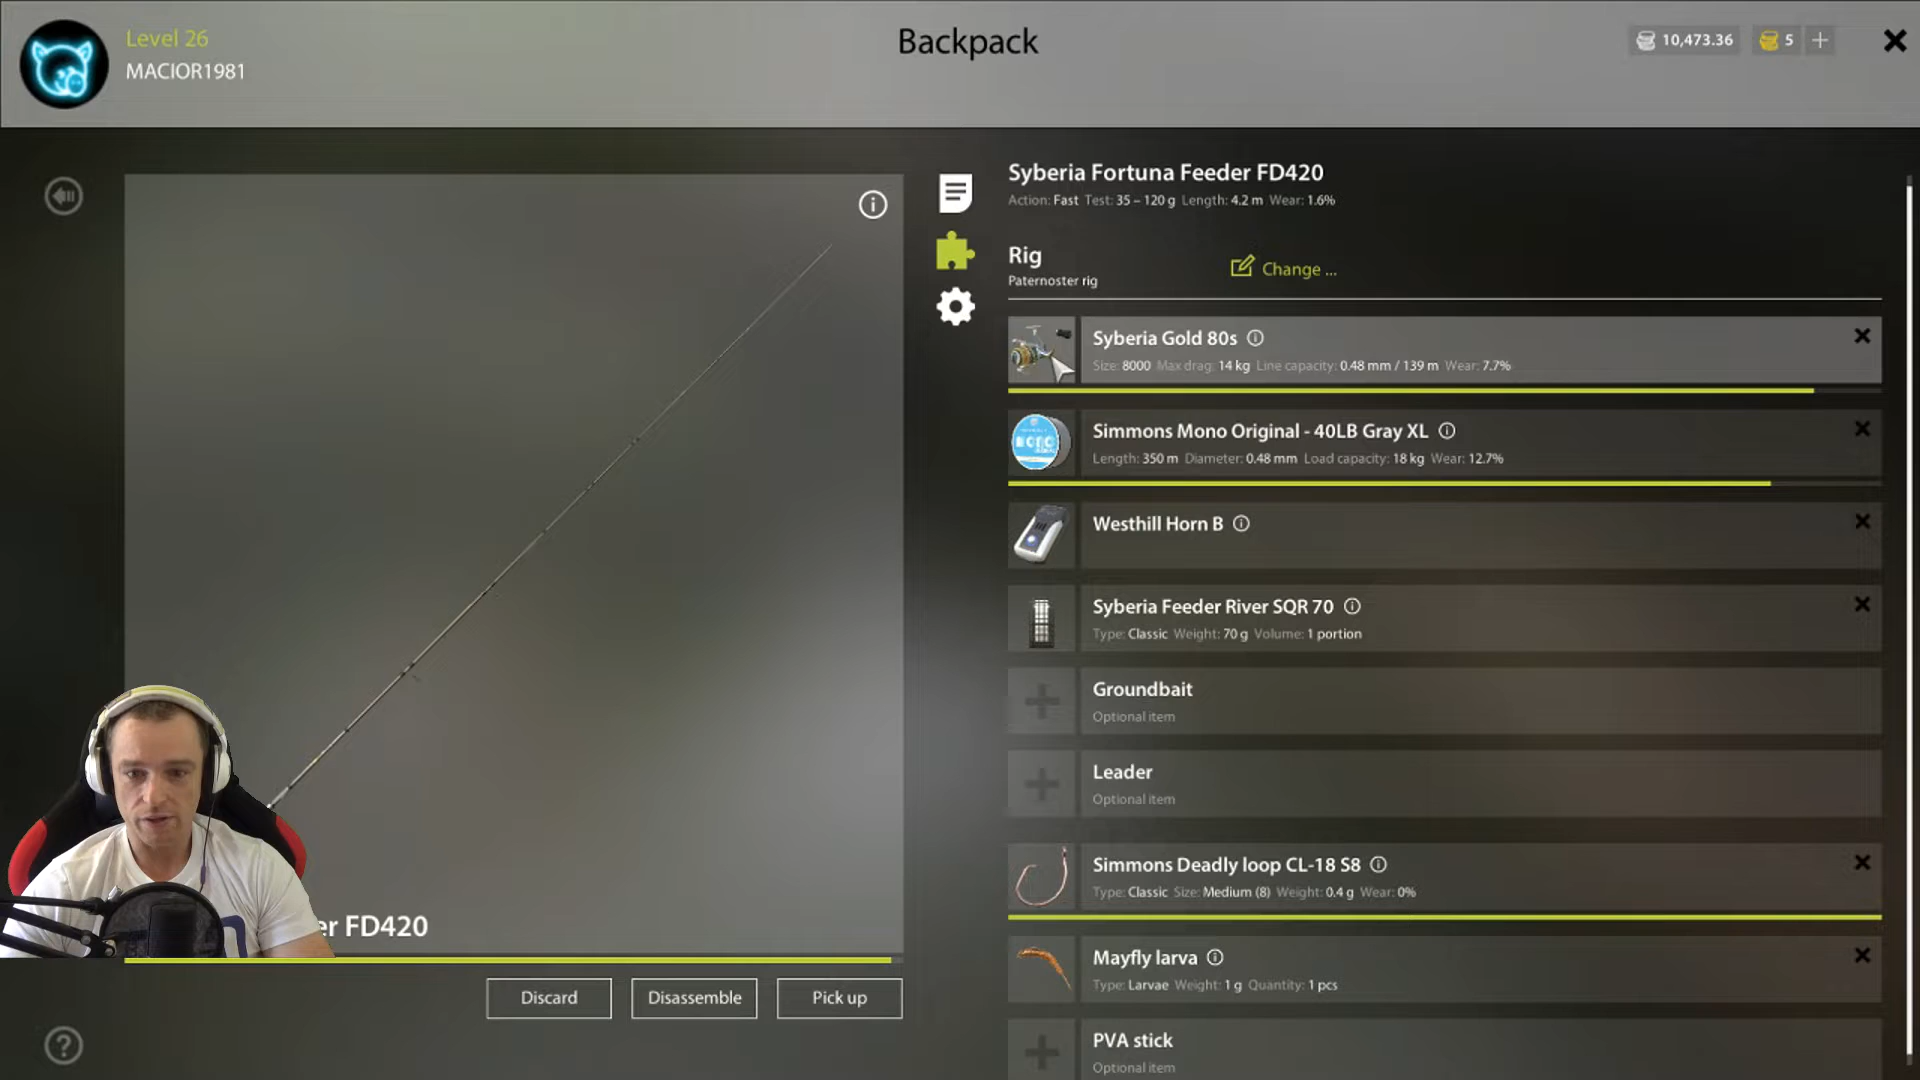 Level 26
MACIOR1981
Backpack
10,473.36
5
Syberia Fortuna Feeder FD420
Action: Fast Test: 35 – 120 g Length: 4.2 m Wear: 1.6%
Rig
Paternoster rig
Change ...
Syberia Gold 80s
Size: 8000 Max drag: 14 kg Line capacity: 0.48 mm / 139 m Wear: 7.7%
Simmons Mono Original - 40LB Gray XL
Length: 350 m Diameter: 0.48 mm Load capacity: 18 kg Wear: 12.7%
MONO
Westhill Horn B
Syberia Feeder River SQR 70
Type: Classic Weight: 70 g Volume: 1 portion
Groundbait
Optional item
Leader
Optional item
Simmons Deadly loop CL-18 S8
Type: Classic Size: Medium (8) Weight: 0.4 g Wear: 0%
Mayfly larva
Type: Larvae Weight: 1 g Quantity: 1 pcs
PVA stick
Optional item
er FD420
Discard
Disassemble
Pick up